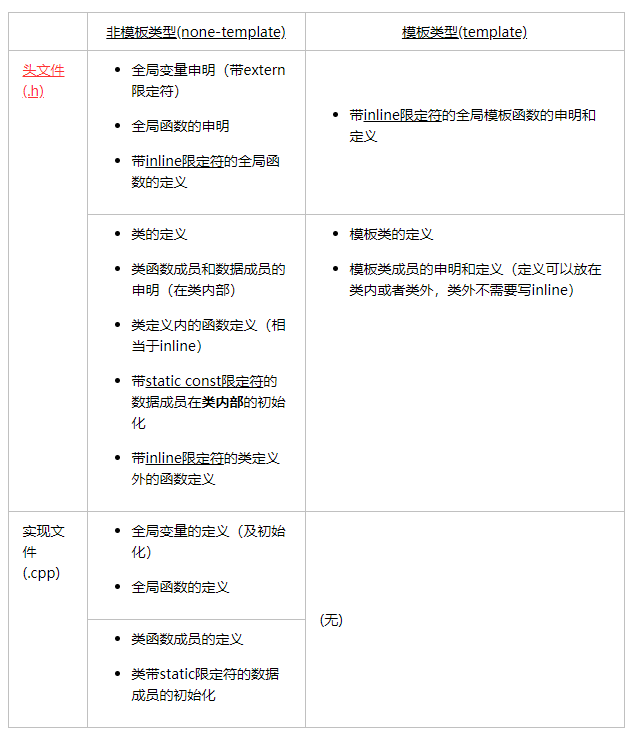 非模板类型(none-template)
模板类型(template)
头文件
(.h)
全局变量申明（带extern
限定符）
全局函数的申明
带inline限定符的全局函
数的定义
带inline限定符的全局模板函数的申明和
定义
类的定义
类函数成员和数据成员的
申明（在类内部）
类定义内的函数定义（相
当于inline）
带static const限定符的
数据成员在类内部的初始
化
带inline限定符的类定义
外的函数定义
模板类的定义
模板类成员的申明和定义（定义可以放在
类内或者类外，类外不需要写inline）
实现文
件
(.cpp)
全局变量的定义（及初始
化）
全局函数的定义
类函数成员的定义
类带static限定符的数据
成员的初始化
(无)